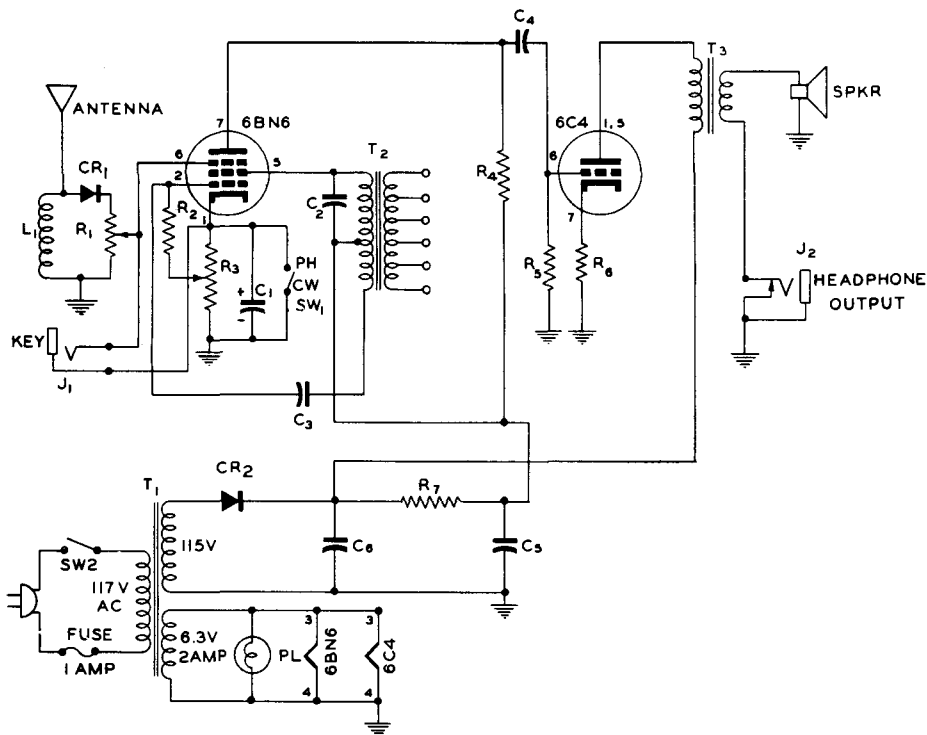 C4
T3
ANTENNA
7
6BN6
6C4
1, 5
SPKR
6
5
T2
CR1
2
R4
6
C2
R2
L1
R1
1
7
J2
R3
PH
R5
R6
HEADPHONE
OUTPUT
+
C1
CW
-
SW1
KEY
J1
C3
CR2
T1
R7
115V
C6
C5
SW2
117V
AC
FUSE
1 AMP
6.3V
2AMP
PL
3
6BN6
4
3
6C4
4